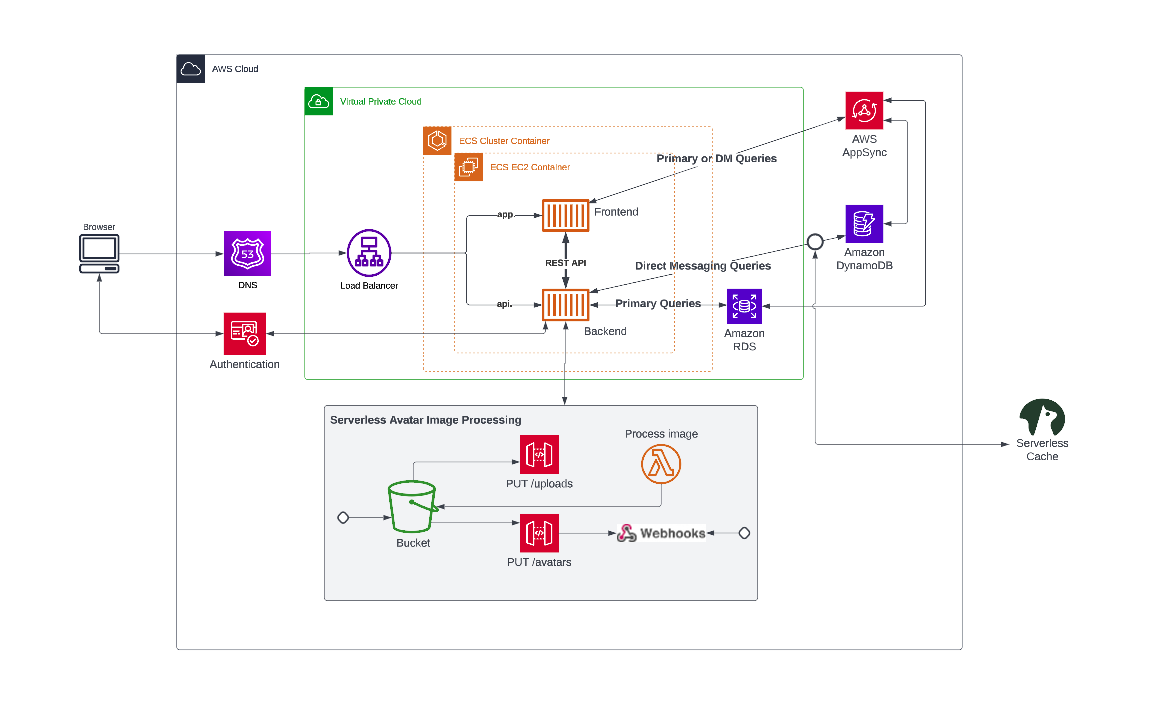 AWS Cloud
Virtual Private Cloud
ECS Cluster Container
ECS EC2 Container
AWS
AppSync
Primary or DM Queries
app.
Frontend
Browser
53
DNS
Load Balancer
REST API
Direct Messaging Queries
Amazon
DynamoDB
api.
Primary Queries
Backend
Amazon
RDS
Authentication
Serverless Avatar Image Processing
Process image
PUT /uploads
Bucket
PUT /avatars
Webhooks
Serverless
Cache